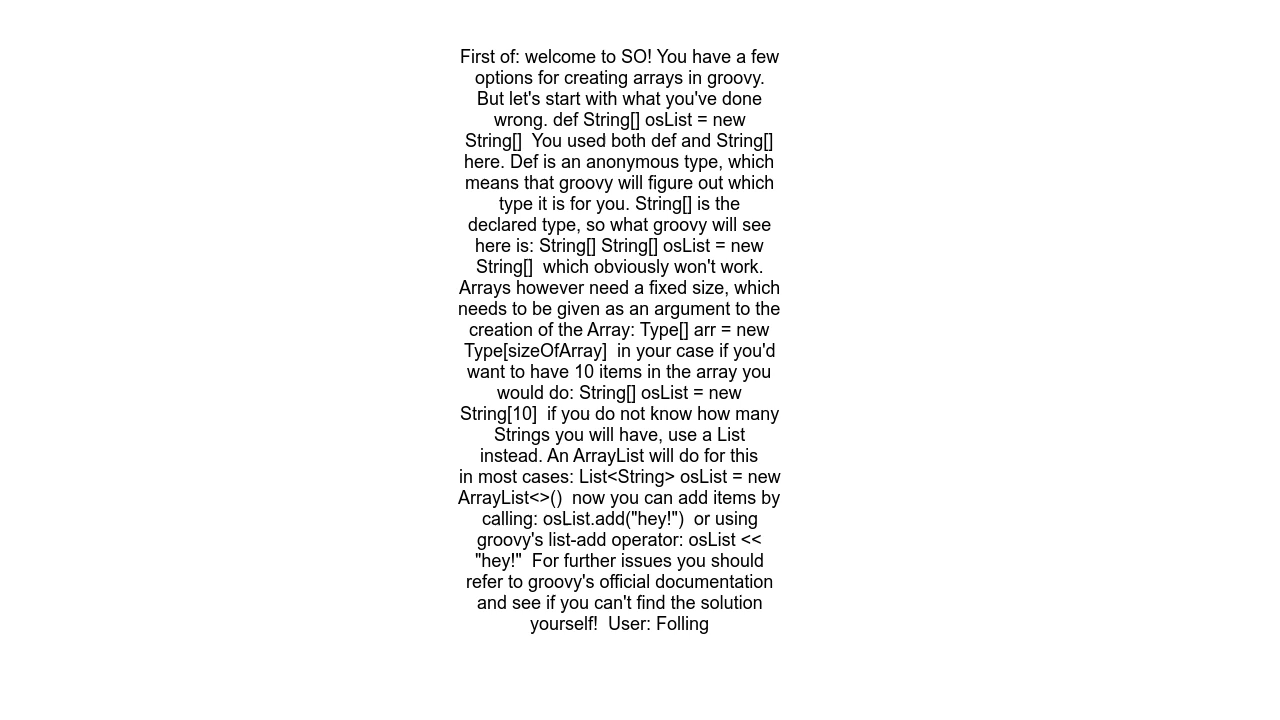 First of: welcome to SO! You have a few
options for creating arrays in groovy.
But let's start with what you've done
wrong. def String[] osList = new
String[]  You used both def and String[]
here. Def is an anonymous type, which
means that groovy will figure out which
type it is for you. String[] is the
declared type, so what groovy will see
here is: String[] String[] osList = new
String[]  which obviously won't work.
Arrays however need a fixed size, which
needs to be given as an argument to the
creation of the Array: Type[] arr = new
Type[sizeOfArray]  in your case if you'd
want to have 10 items in the array you
would do: String[] osList = new
String[10]  if you do not know how many
Strings you will have, use a List
instead. An ArrayList will do for this
in most cases: List<String> osList = new
ArrayList<>()  now you can add items by
calling: osList.add("hey!")  or using
groovy's list-add operator: osList <<
"hey!"  For further issues you should
refer to groovy's official documentation
and see if you can't find the solution
yourself!  User: Folling